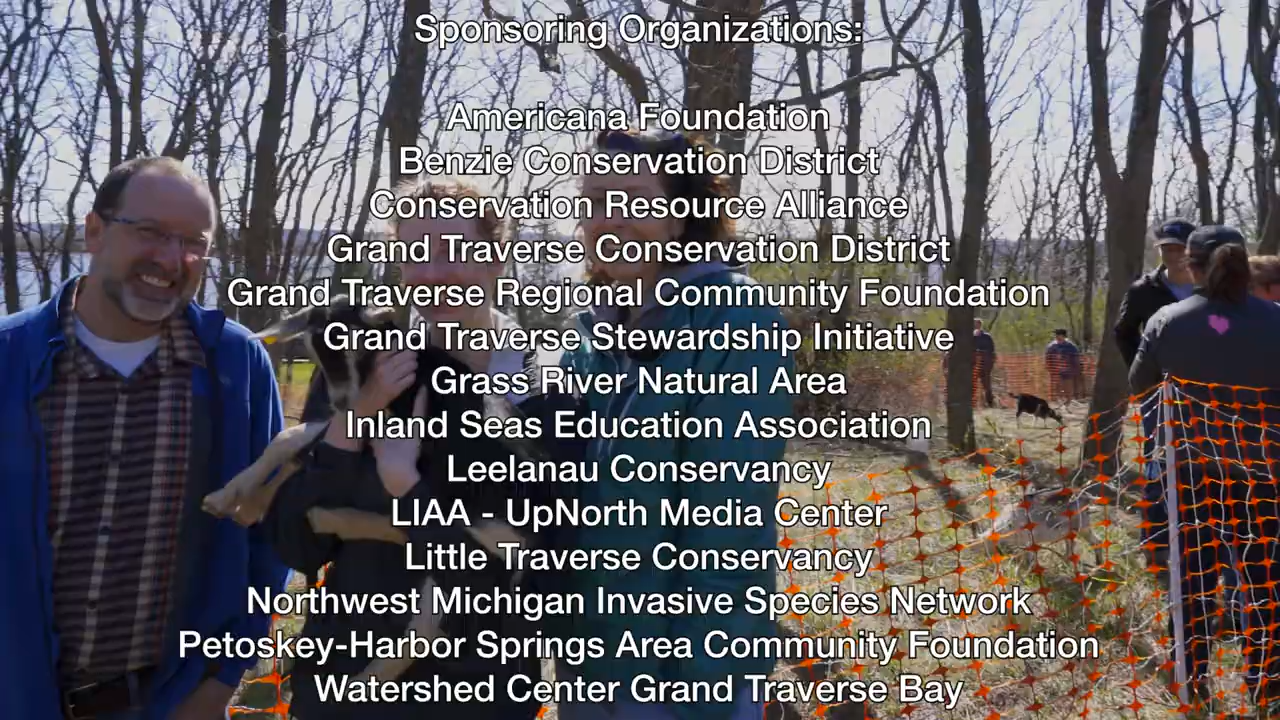 Sponsoring Organizations:
Americana Foundation
Benzie Conservation District
Conservation Resource Alliance
Grand Traverse Conservation District
Grand Traverse Regional Community Foundation
Grand Traverse Stewardship Initiative
Grass River Natural Area
Inland Seas Education Association
Leelanau Conservancy
LIAA - UpNorth Media Center
Little Traverse Conservancy
Northwest Michigan Invasive Species Network
Petoskey-Harbor Springs Area Community Foundation
Watershed Center Grand Traverse Bay